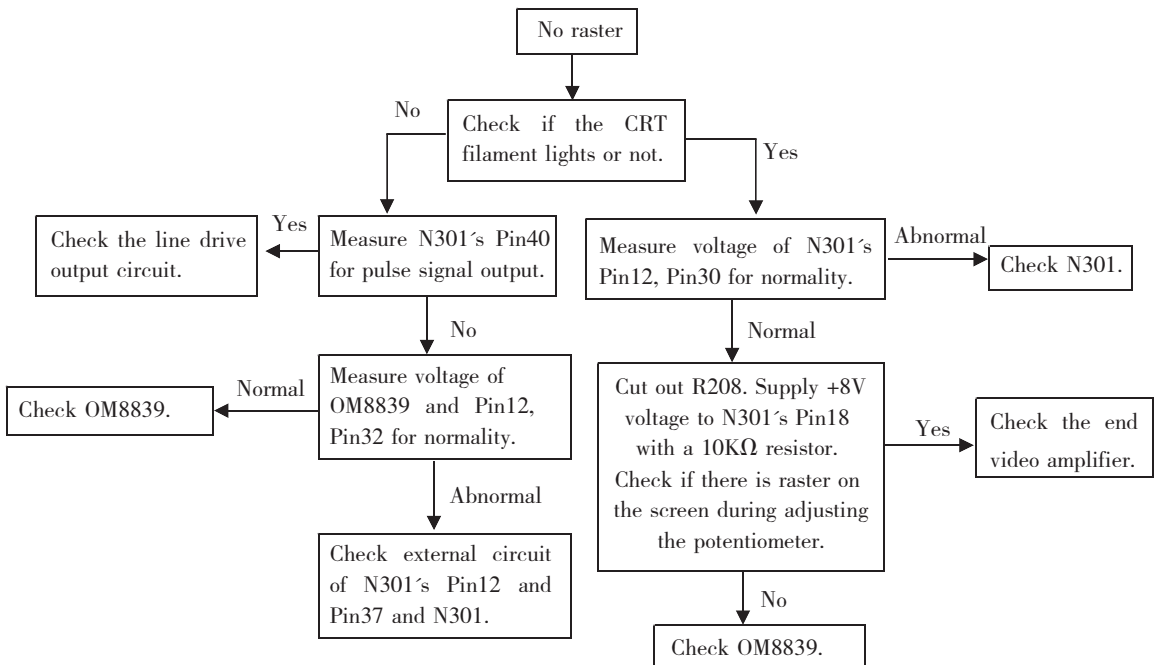 No raster
No
Check if the CRT
filament lights or not.
Yes
Check the line drive
output circuit.
Yes
Measure N301´s Pin40
for pulse signal output.
Measure voltage of N301´s
Pin12, Pin30 for normality.
Abnormal
Check N301.
No
Normal
Check OM8839.
Normal
Measure voltage of
OM8839 and Pin12,
Pin32 for normality.
Cut out R208. Supply +8V
voltage to N301´s Pin18
with a 10KΩ resistor.
Check if there is raster on
the screen during adjusting
the potentiometer.
Yes
Check the end
video amplifier.
Abnormal
Check external circuit
of N301´s Pin12 and
Pin37 and N301.
No
Check OM8839.